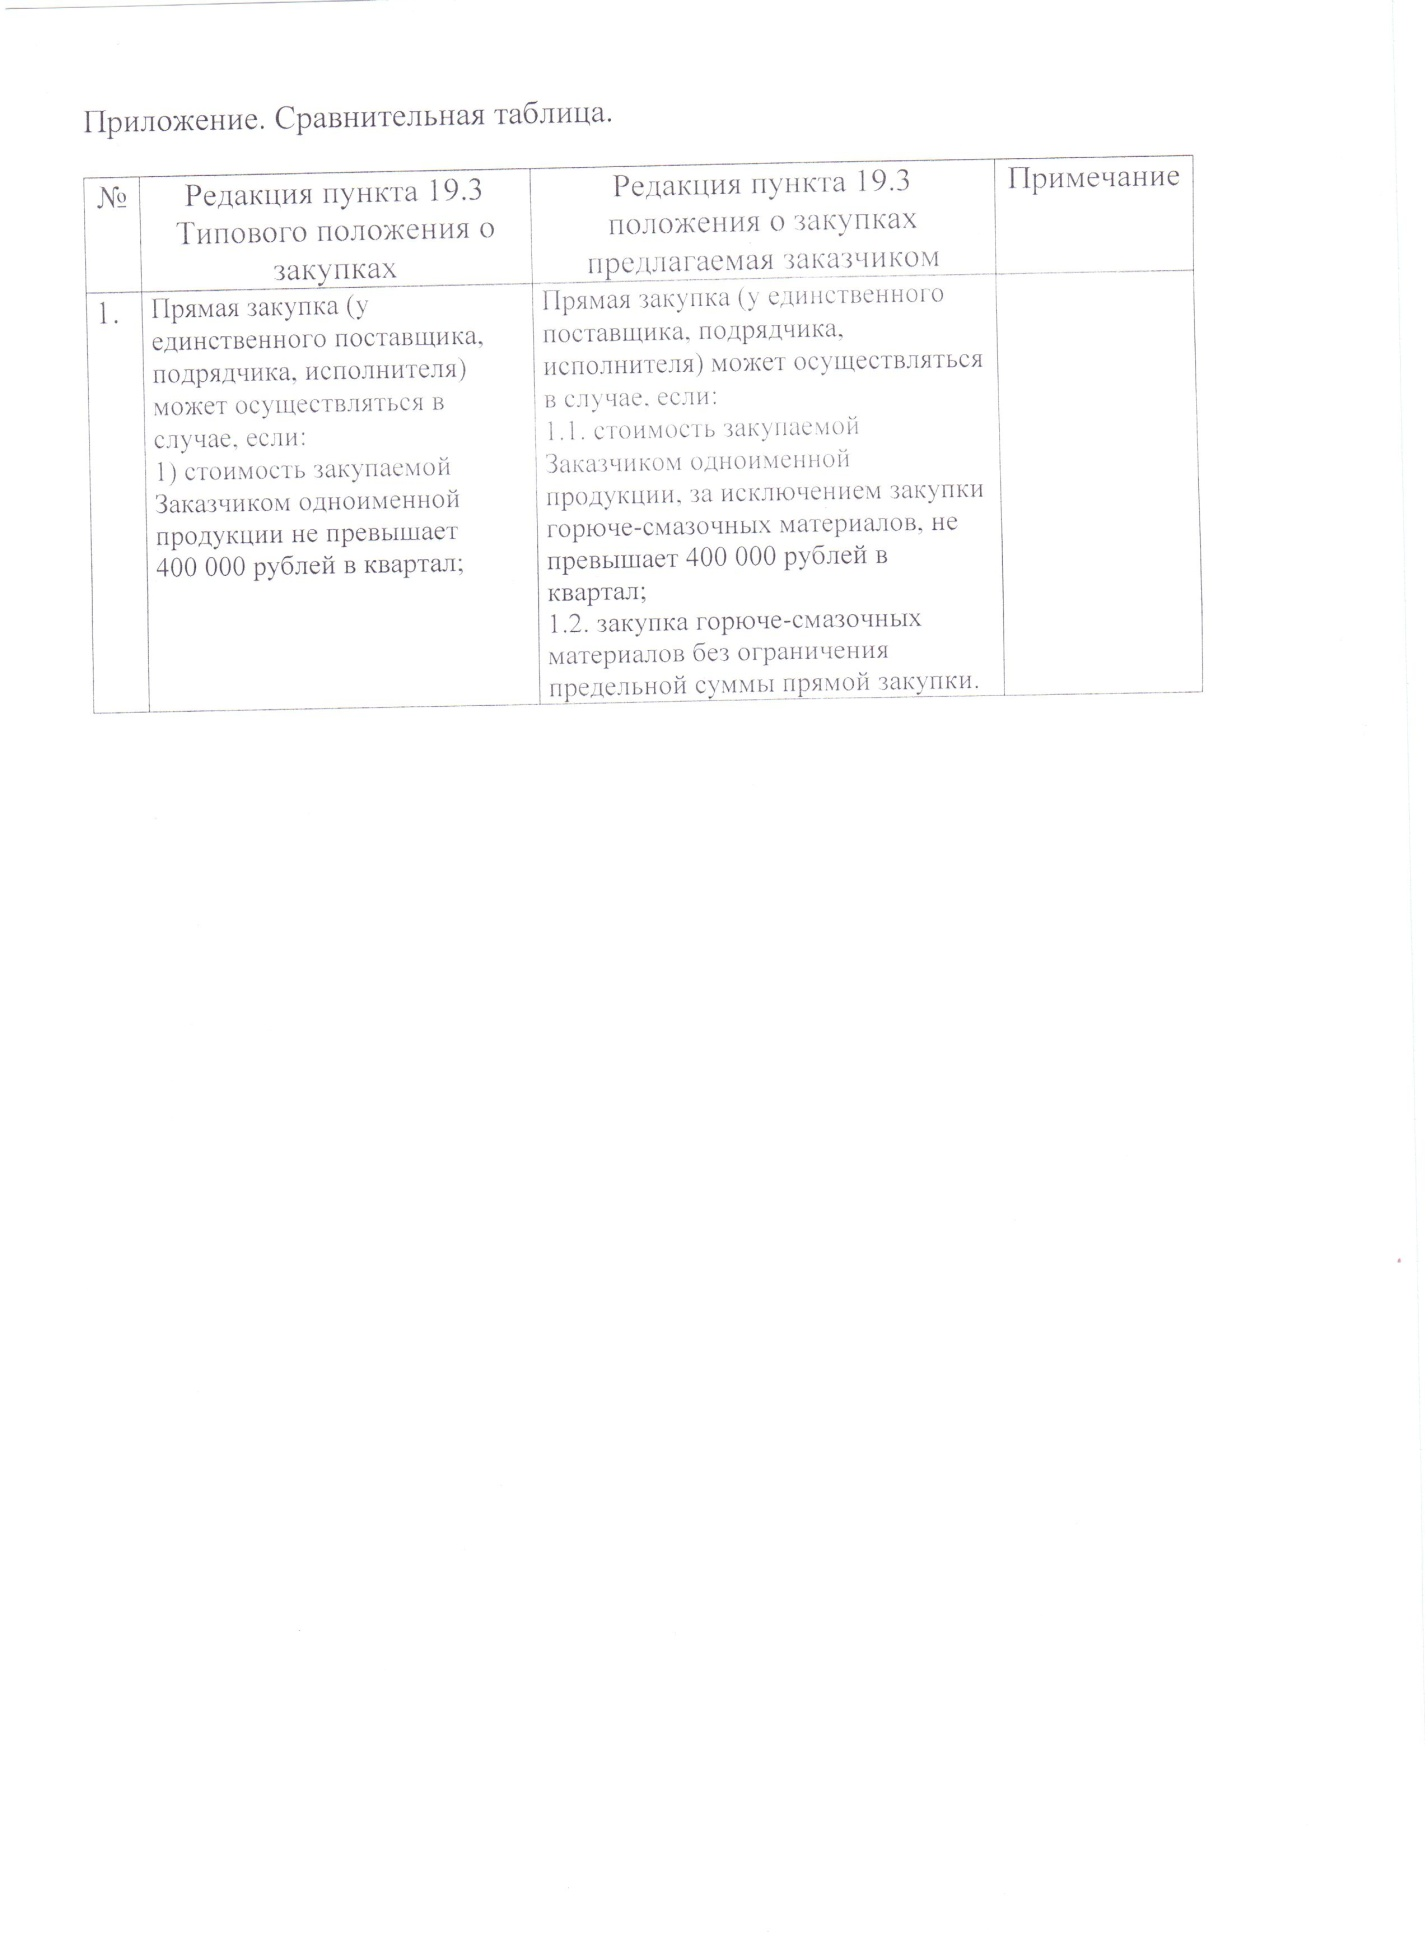 Приложение. Сравнительная таблица.
№
Редакция пункта 19.3
Типового положения о
закупках
Редакция пункта 19.3
положения о закупках
предлагаемая заказчиком
Примечание
1.
Прямая закупка (у
единственного поставщика,
подрядчика, исполнителя)
может осуществляться в
случае, если:
1) стоимость закупаемой
Заказчиком одноименной
продукции не превышает
400 000 рублей в квартал;
Прямая закупка (у единственного
поставщика, подрядчика,
исполнителя) может осуществляться
в случае, если:
1.1. стоимость закупаемой
Заказчиком одноименной
продукции, за исключением закупки
горюче-смазочных материалов, не
превышает 400 000 рублей в
квартал;
1.2. закупка горюче-смазочных
материалов без ограничения
предельной суммы прямой закупки.